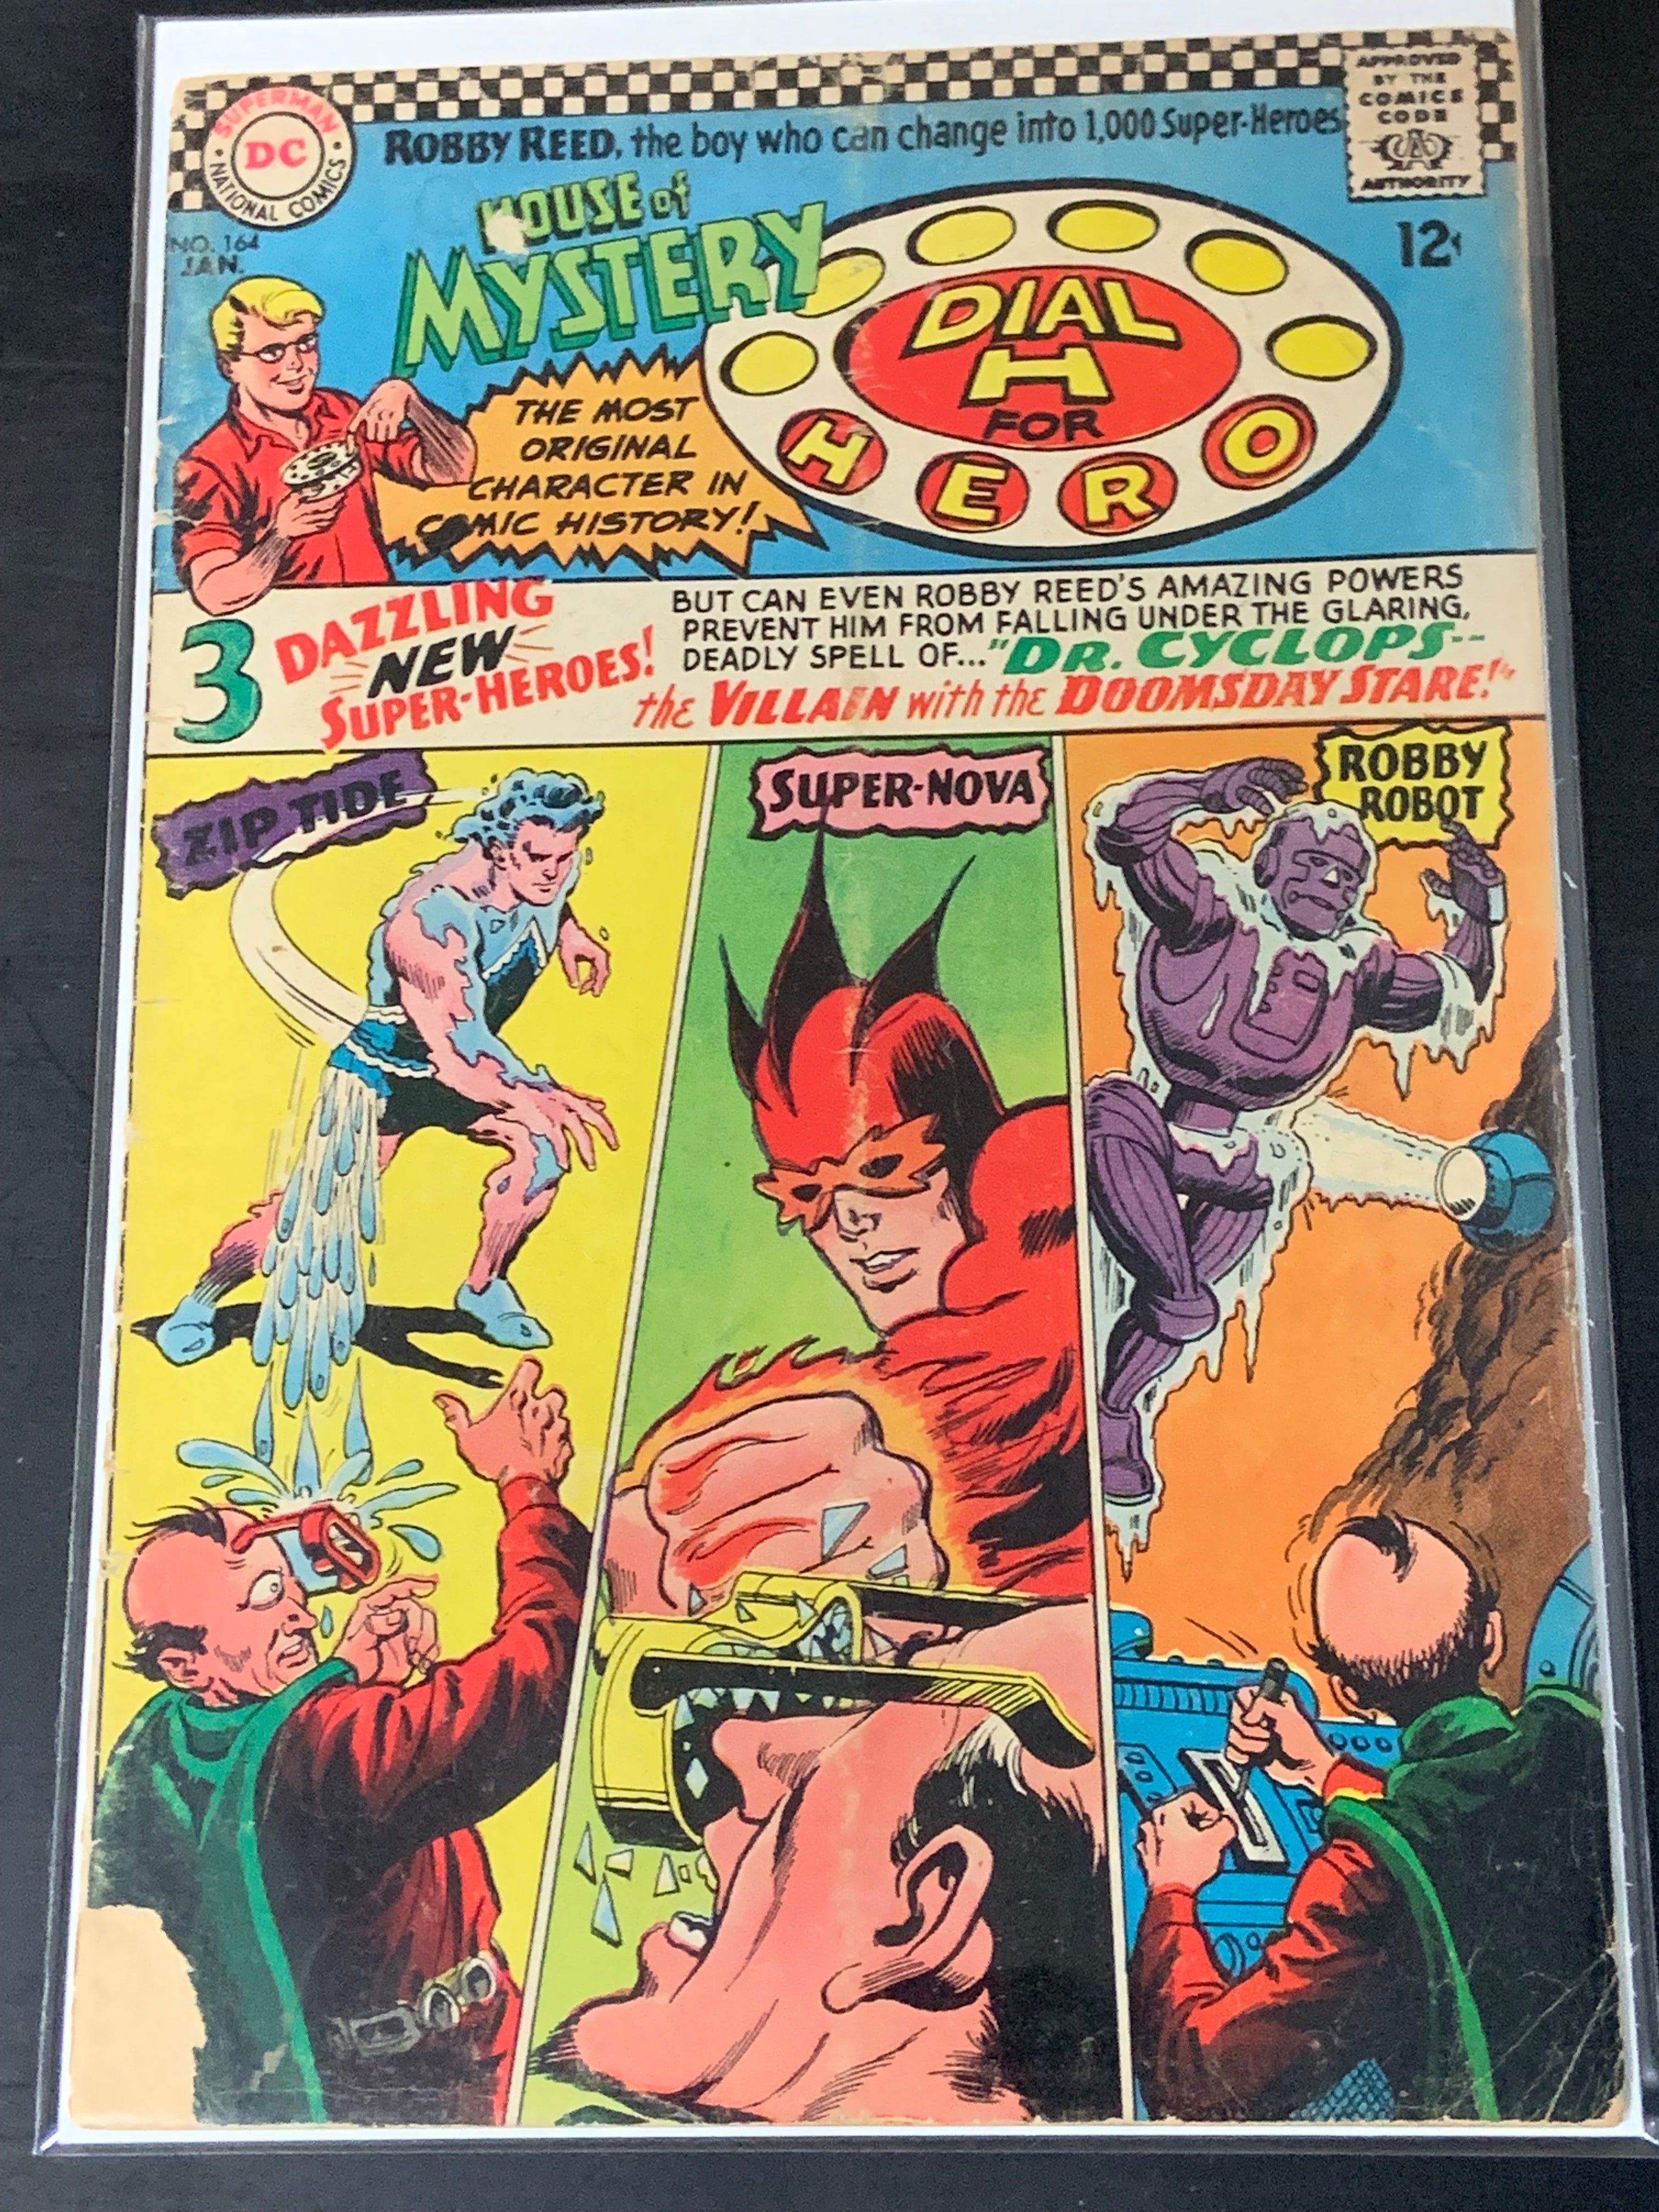 SUPERMAN
DC
NATIONAL COMICS
APPROVED
BY THE
COMICS
CODE
CA
AUTHORITY
ROBBY REED, the boy who can change into 1,000 Super-Heroes
NO. 164
JAN.
HOUSE of
MYSTERY
12¢
DIAL
H
FOR
HERO
THE MOST
ORIGINAL
CHARACTER IN
COMIC HISTORY!
3 DAZZLING
NEW
SUPER-HEROES!
BUT CAN EVEN ROBBY REED'S AMAZING POWERS
PREVENT HIM FROM FALLING UNDER THE GLARING,
DEADLY SPELL OF..."DR. CYCLOPS--
the VILLAIN with the DOOMSDAY STARE!"
ZIP TIDE
SUPER-NOVA
ROBBY
ROBOT